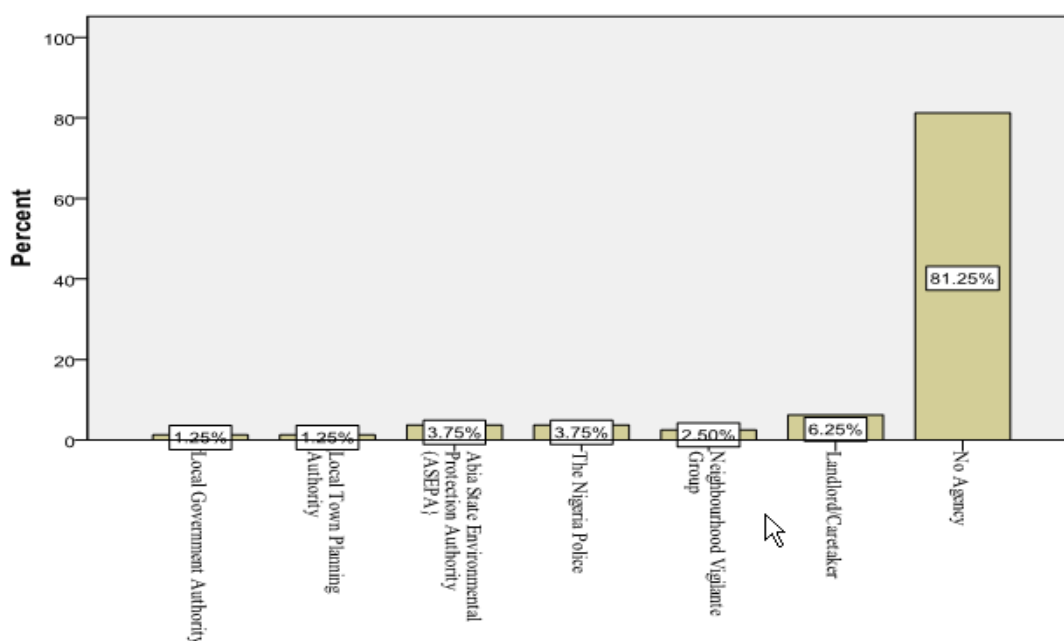 Percent
100
80
60
40
20
0
1.25%
1.25%
3.75%
3.75%
2.50%
6.25%
81.25%
Local Government Authority
Local Town Planning
Authority
Abia State Environmental
Protection Authority
(ASEPA}
The Nigeria Police
Neighbourhood Vigilante
Group
Landlord/Caretaker
No Agency